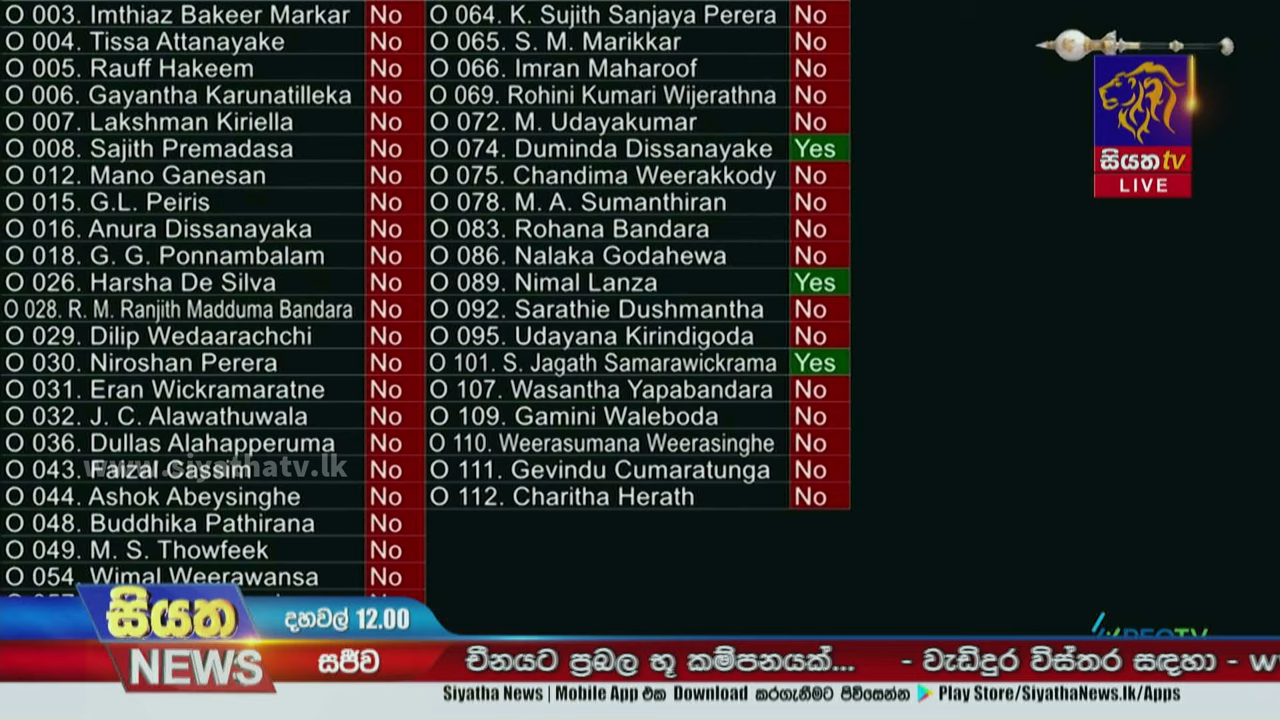 O 003. Imthiaz Bakeer Markar No
O 004. Tissa Attanayake No
O 005. Rauff Hakeem No
O 006. Gayantha Karunatilleka No
O 007. Lakshman Kiriella No
O 008. Sajith Premadasa No
O 012. Mano Ganesan No
O 015. G.L. Peiris No
O 016. Anura Dissanayaka No
O 018. G. G. Ponnambalam No
O 026. Harsha De Silva No
O 028. R. M. Ranjith Madduma Bandara No
O 029. Dilip Wedaarachchi No
O 030. Niroshan Perera No
O 031. Eran Wickramaratne No
O 032. J. C. Alawathuwala No
O 036. Dullas Alahapperuma No
O 043. Faizal Cassim No
O 044. Ashok Abeysinghe No
O 048. Buddhika Pathirana No
O 049. M. S. Thowfeek No
O 054. Wimal Weerawansa No
O 064. K. Sujith Sanjaya Perera No
O 065. S. M. Marikkar No
O 066. Imran Maharoof No
O 069. Rohini Kumari Wijerathna No
O 072. M. Udayakumar No
O 074. Duminda Dissanayake Yes
O 075. Chandima Weerakkody No
O 078. M. A. Sumanthiran No
O 083. Rohana Bandara No
O 086. Nalaka Godahewa No
O 089. Nimal Lanza Yes
O 092. Sarathie Dushmantha No
O 095. Udayana Kirindigoda No
O 101. S. Jagath Samarawickrama Yes
O 107. Wasantha Yapabandara No
O 109. Gamini Waleboda No
O 110. Weerasumana Weerasinghe No
O 111. Gevindu Cumaratunga No
O 112. Charitha Herath No
www.siyathatv.lk
සියත tv
LIVE
සියත
NEWS
දහවල් 12.00
සජීව
චීනයට ප්‍රබල භූ කම්පනයක්... - වැඩිදුර විස්තර සඳහා - w
Siyatha News | Mobile App එක Download කරගැනීමට පිවිසෙන්න Play Store/SiyathaNews.lk/Apps